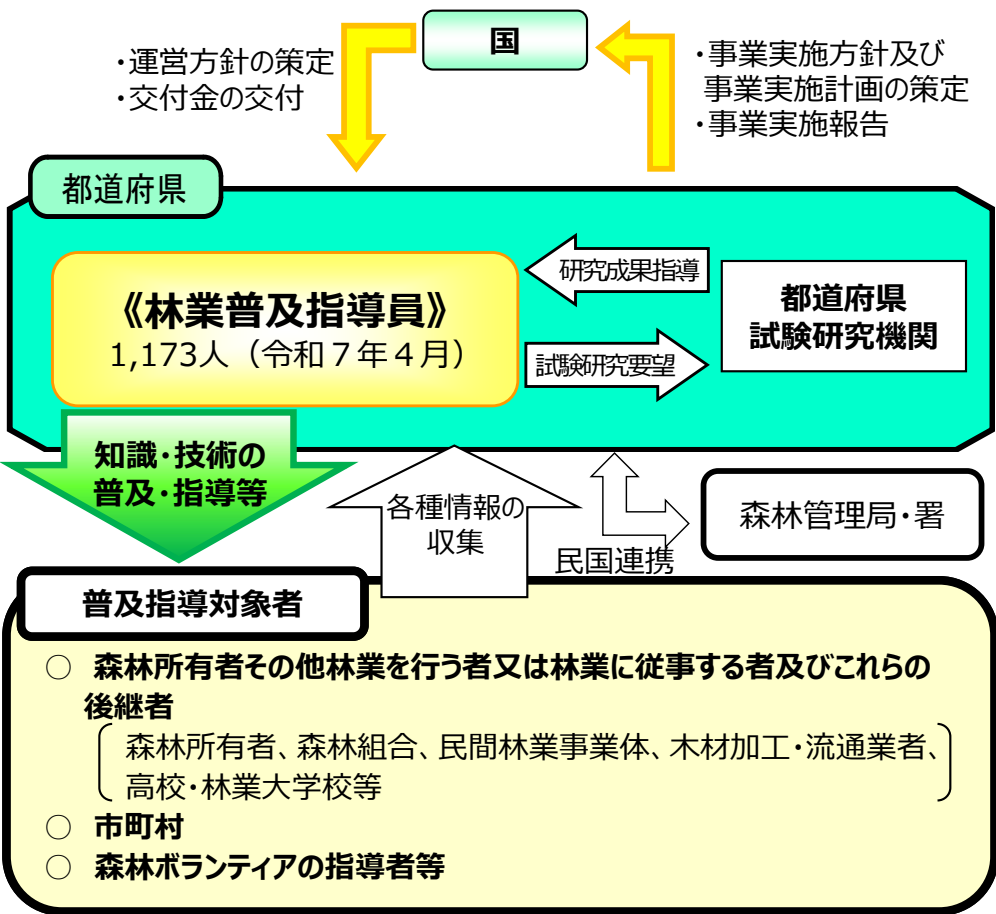 国
・運営方針の策定
・交付金の交付
・事業実施方針及び
事業実施計画の策定
・事業実施報告
都道府県
《林業普及指導員》
1,173人（令和７年４月）
研究成果指導
試験研究要望
都道府県
試験研究機関
知識・技術の
普及・指導等
各種情報の
収集
民国連携
森林管理局・署
普及指導対象者
○ 森林所有者その他林業を行う者又は林業に従事する者及びこれらの
後継者
森林所有者、森林組合、民間林業事業体、木材加工・流通業者、
高校・林業大学校等
○ 市町村
○ 森林ボランティアの指導者等